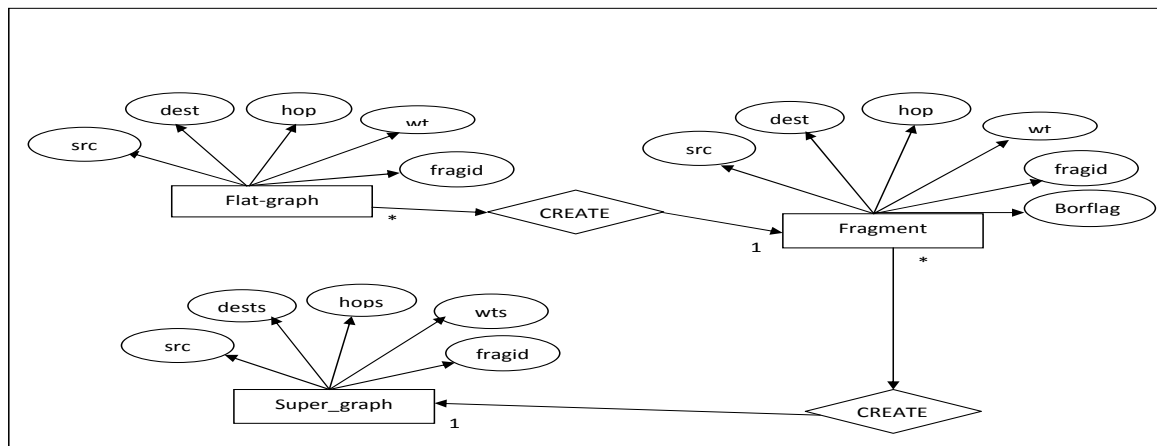 dest
hop
wt
src
fragid
Flat-graph
*
CREATE
dest
hop
wt
src
fragid
Borflag
Fragment
1
*
dests
hops
wts
src
fragid
Super_graph
1
CREATE